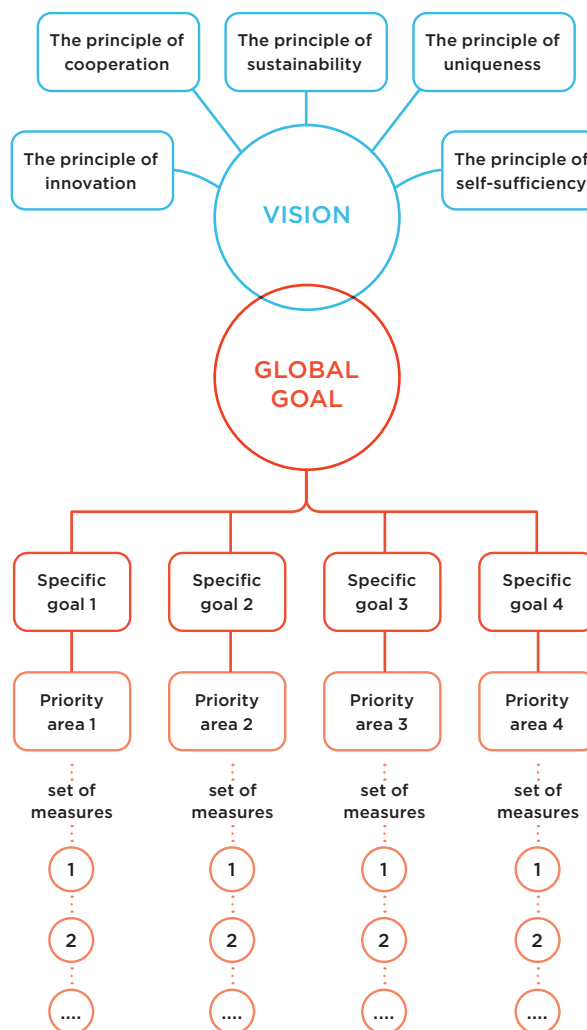 The principle of
cooperation
The principle of
sustainability
The principle of
uniqueness
The principle of
innovation
The principle of
self-sufficiency
VISION
GLOBAL
GOAL
Specific
goal 1
Specific
goal 2
Specific
goal 3
Specific
goal 4
Priority
area 1
Priority
area 2
Priority
area 3
Priority
area 4
set of
measures
set of
measures
set of
measures
set of
measures
1
1
1
1
2
2
2
2
....
....
....
....